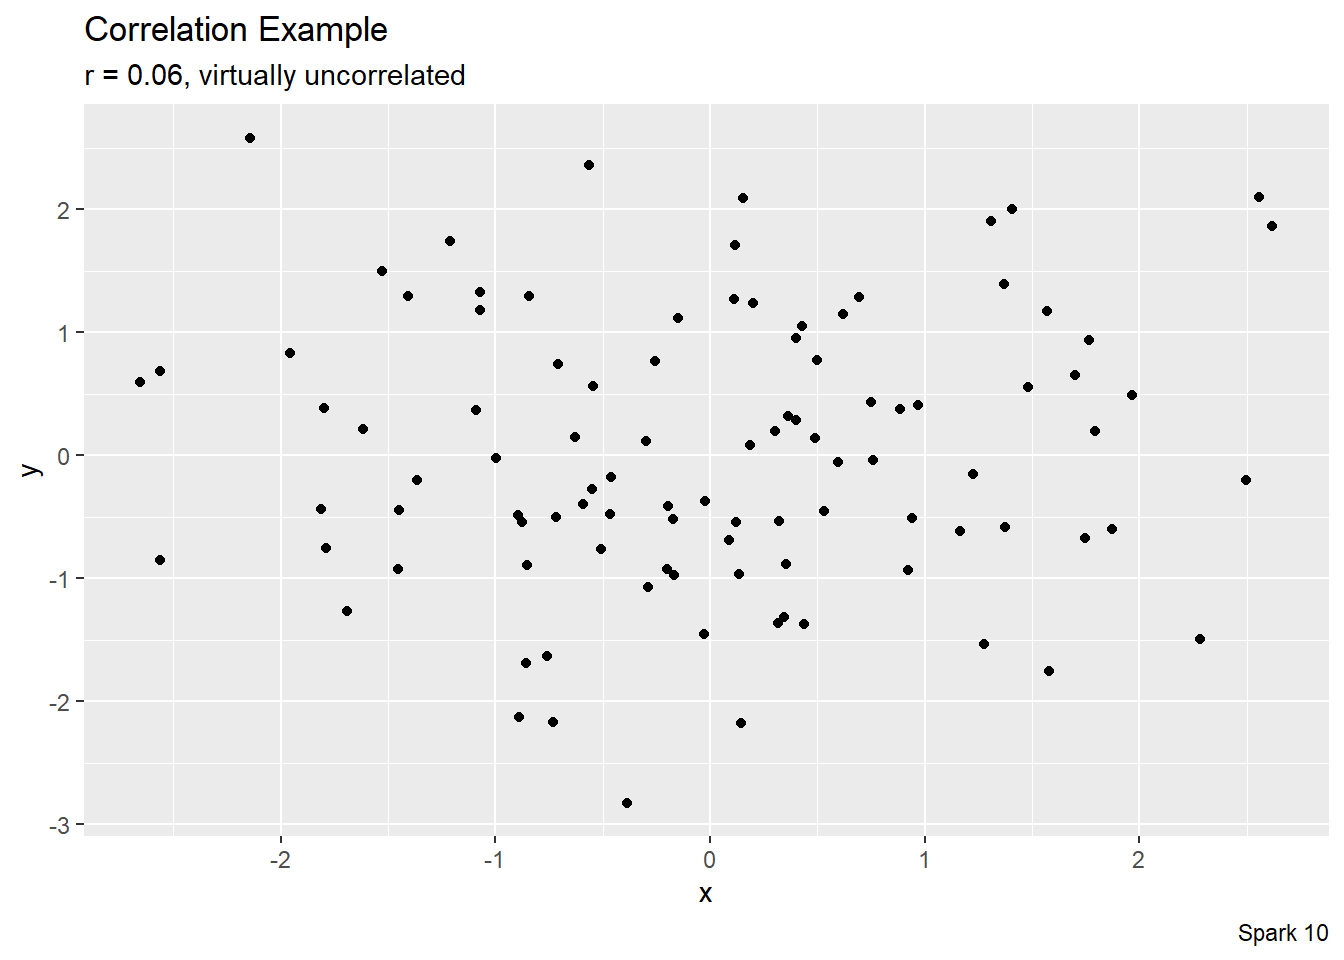 Correlation Example
r = 0.06, virtually uncorrelated
2
1
0
-1
-2
-3
y
-2 -1 0 1 2
x
Spark 10